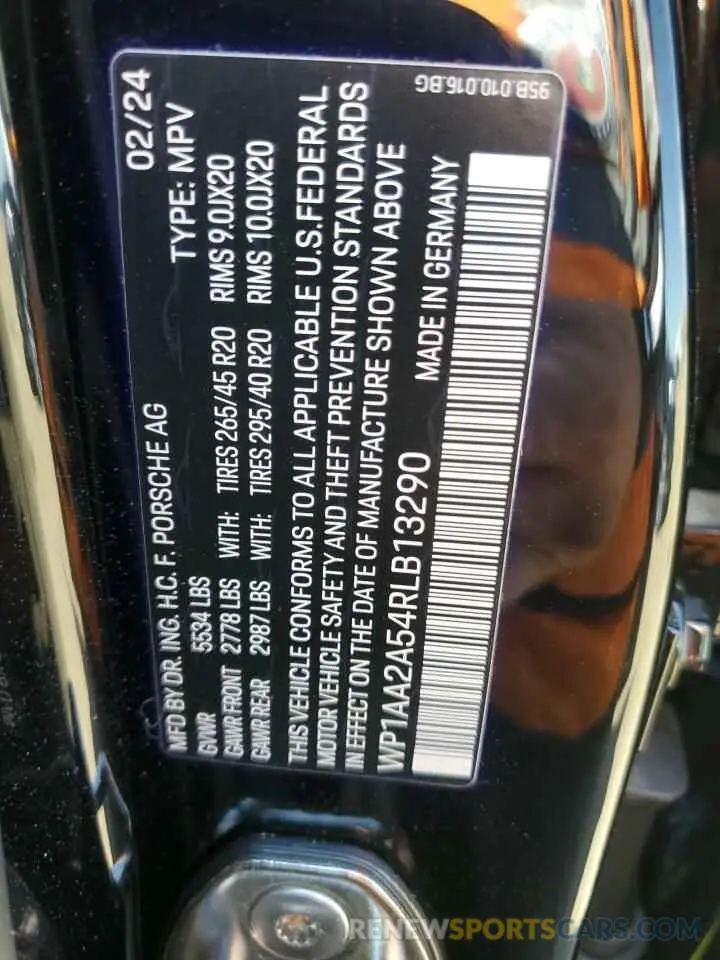 MFD BY DR. ING. H.C. F. PORSCHE AG 02/24
GVWR 5534 LBS TYPE: MPV
GAWR FRONT 2778 LBS WITH: TIRES 265/45 R20 RIMS 9.0JX20
GAWR REAR 2987 LBS WITH: TIRES 295/40 R20 RIMS 10.0JX20
THIS VEHICLE CONFORMS TO ALL APPLICABLE U.S.FEDERAL
MOTOR VEHICLE SAFETY AND THEFT PREVENTION STANDARDS
IN EFFECT ON THE DATE OF MANUFACTURE SHOWN ABOVE
WP1AA2A54RLB13290 MADE IN GERMANY
95B.010.016.BG
RENEWSPORTSCARS.COM